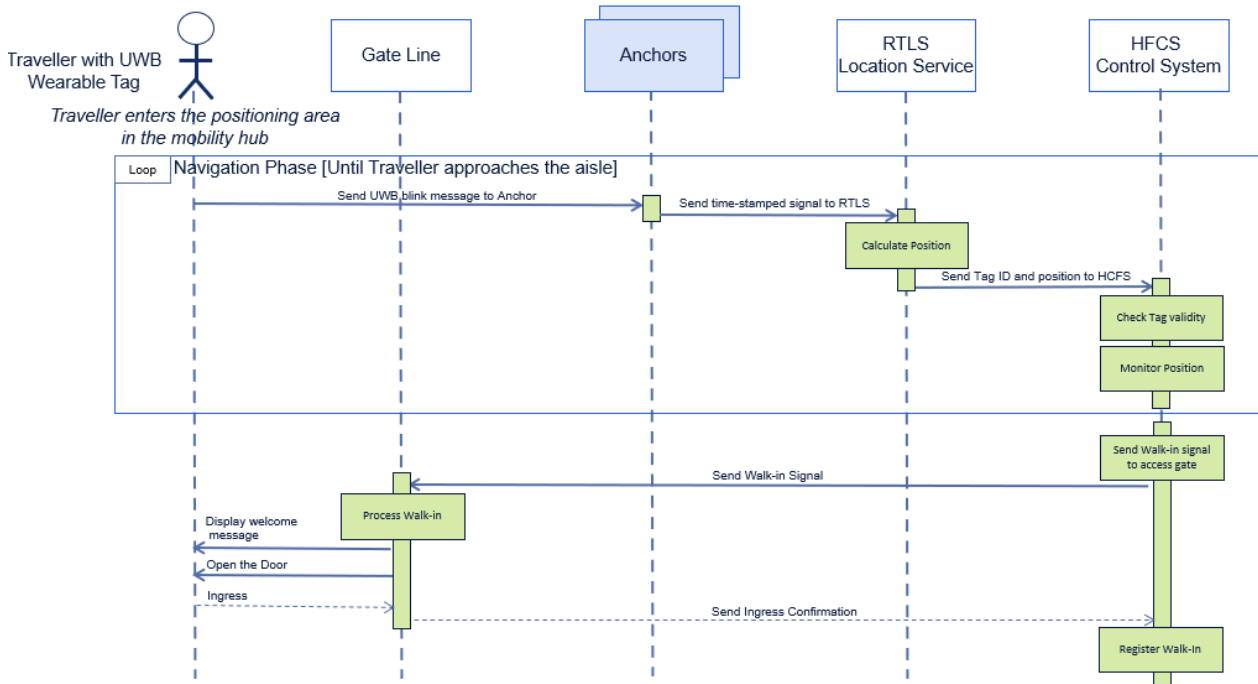 Traveller with UWB
Wearable Tag
Gate Line
Anchors
RTLS
Location Service
HFCS
Control System
Traveller enters the positioning area
in the mobility hub
Loop
Navigation Phase [Until Traveller approaches the aisle]
Send UWB blink message to Anchor
Send time-stamped signal to RTLS
Calculate Position
Send Tag ID and position to HCFS
Check Tag validity
Monitor Position
Send Walk-in signal
to access gate
Send Walk-in Signal
Process Walk-in
Display welcome
message
Open the Door
Ingress
Send Ingress Confirmation
Register Walk-In